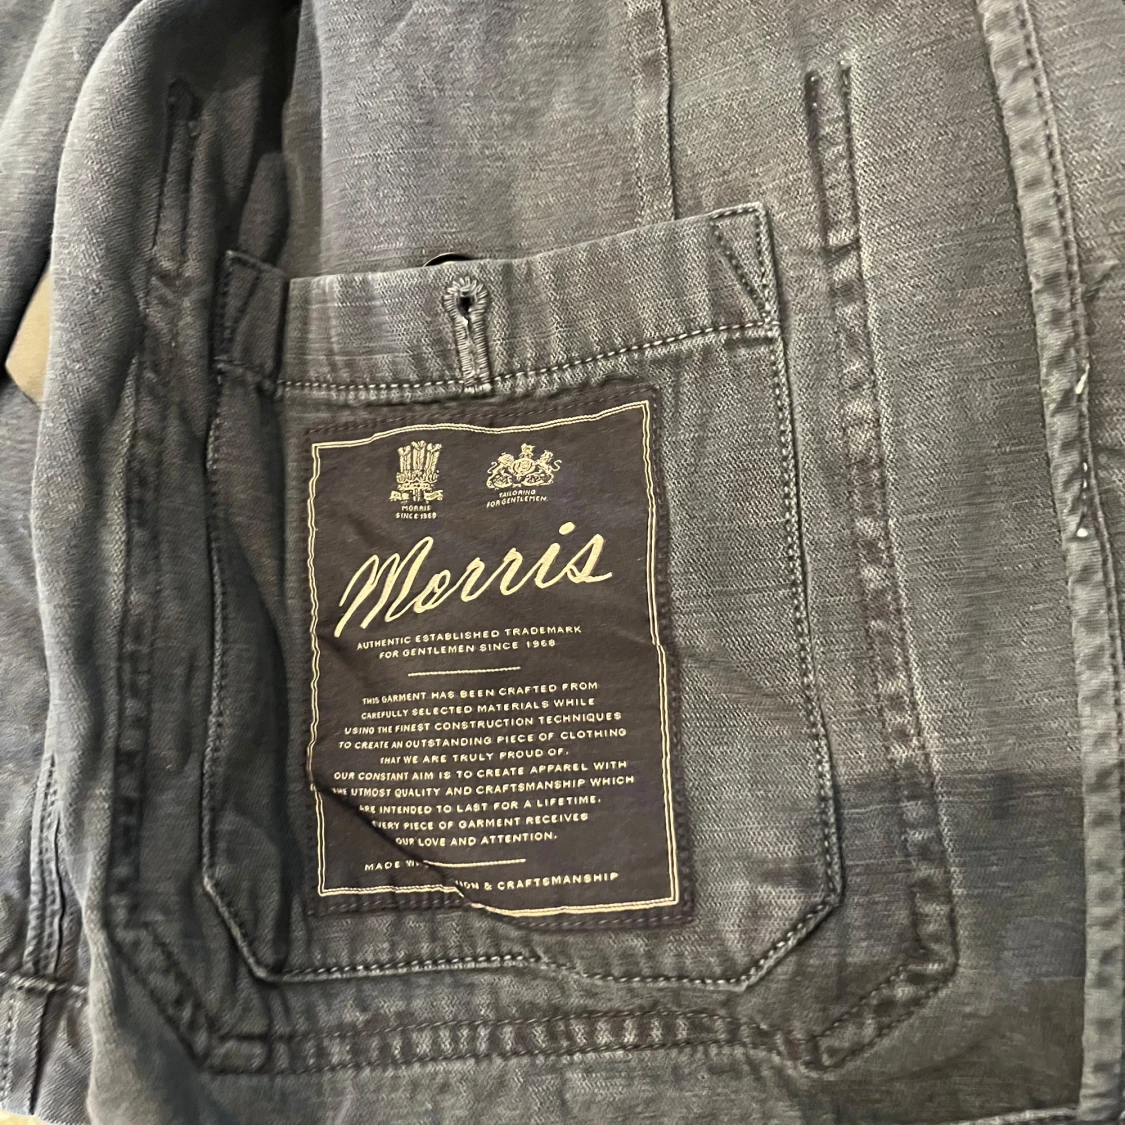 MORRIS
SINCE 1968
TAILORING
FOR GENTLEMEN.
Morris
AUTHENTIC ESTABLISHED TRADEMARK
FOR GENTLEMEN SINCE 1968
THIS GARMENT HAS BEEN CRAFTED FROM
CAREFULLY SELECTED MATERIALS WHILE
USING THE FINEST CONSTRUCTION TECHNIQUES
TO CREATE AN OUTSTANDING PIECE OF CLOTHING
THAT WE ARE TRULY PROUD OF.
OUR CONSTANT AIM IS TO CREATE APPAREL WITH
THE UTMOST QUALITY AND CRAFTSMANSHIP WHICH
ARE INTENDED TO LAST FOR A LIFETIME.
EVERY PIECE OF GARMENT RECEIVES
OUR LOVE AND ATTENTION.
MADE
& CRAFTSMANSHIP